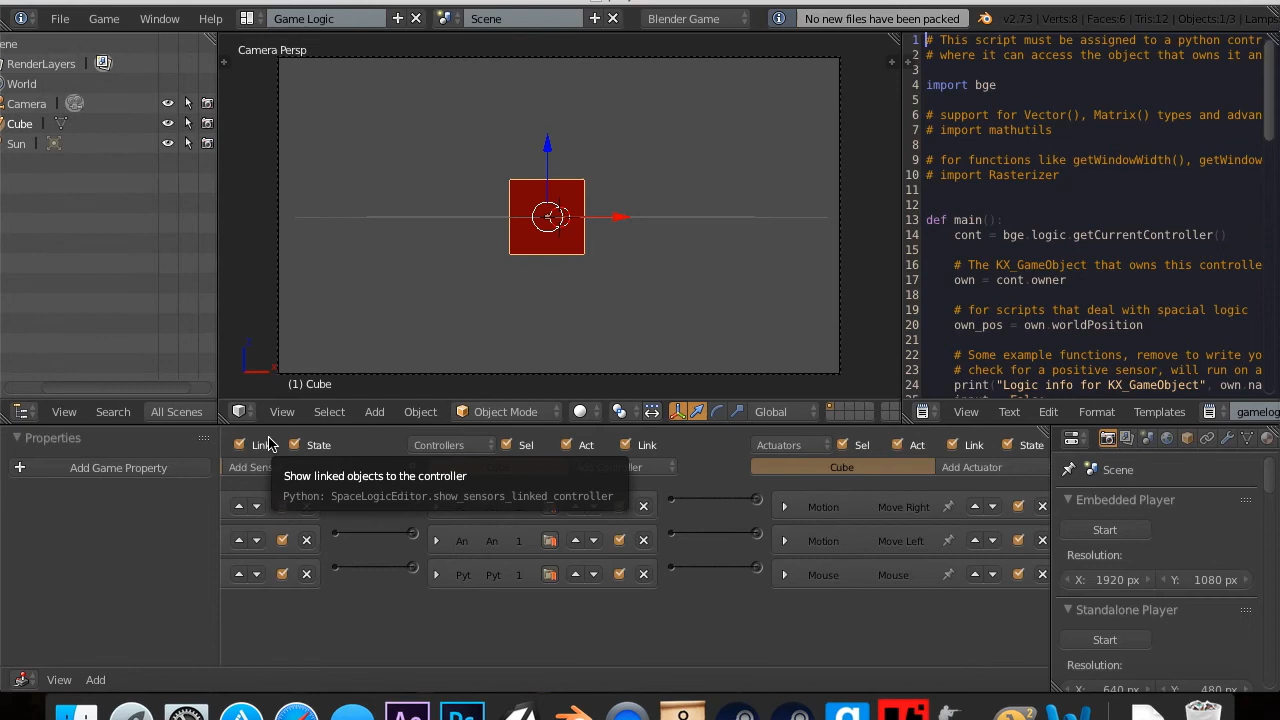 File Game Window Help Game Logic Scene Blender Game No new files have been packed v2.73 | Verts:8 | Faces:6 | Tris:12 | Objects:1/3 | Lamps
ene
RenderLayers
World
Camera
Cube
Sun
Camera Persp
(1) Cube
1 # This script must be assigned to a python contr
2 # where it can access the object that owns it an
3
4 import bge
5
6 # support for Vector(), Matrix() types and advan
7 # import mathutils
8
9 # for functions like getWindowWidth(), getWindow
10 # import Rasterizer
11
12
13 def main():
14 cont = bge.logic.getCurrentController()
15
16 # The KX_GameObject that owns this controlle
17 own = cont.owner
18
19 # for scripts that deal with spacial logic
20 own_pos = own.worldPosition
21
22 # Some example functions, remove to write yo
23 # check for a positive sensor, will run on a
24 print("Logic info for KX_GameObject", own.na
View Search All Scenes
View Select Add Object Object Mode Global
View Text Edit Format Templates gamelog
Properties
Add Game Property
Link State Controllers Sel Act Link Actuators Sel Act Link State
Add Sens
Cube Add Actuator
Show linked objects to the controller
Python: SpaceLogicEditor.show_sensors_linked_controller
Motion Move Right
An An 1 Motion Move Left
Pyt Pyt 1 Mouse Mouse
Scene
Embedded Player
Start
Resolution:
X: 1920 px Y: 1080 px
Standalone Player
Start
Resolution:
X: 640 px Y: 480 px
View Add
Ae Ps